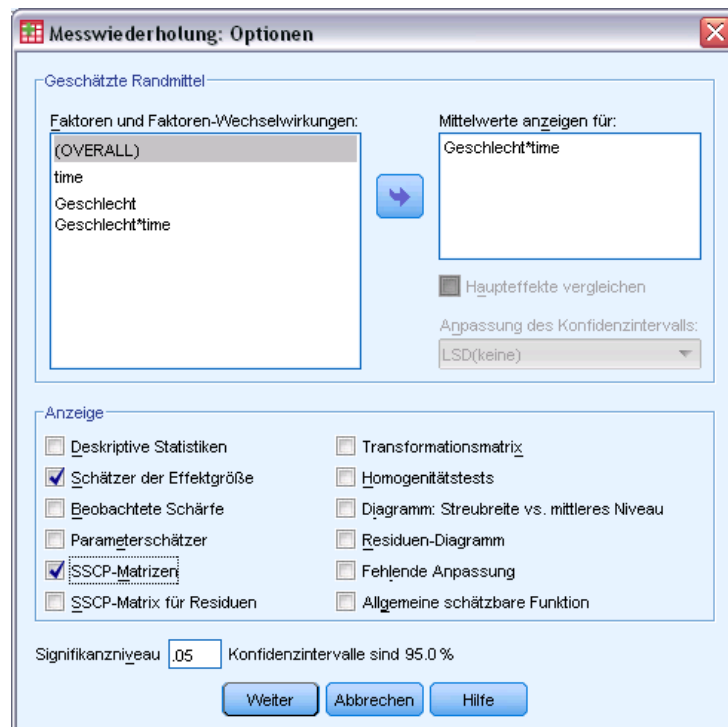 Messwiederholung: Optionen
Geschätzte Randmittel
Faktoren und Faktoren-Wechselwirkungen:
(OVERALL)
time
Geschlecht
Geschlecht*time
Mittelwerte anzeigen für:
Geschlecht*time
Haupteffekte vergleichen
Anpassung des Konfidenzintervalls:
LSD(keine)
Anzeige
Deskriptive Statistiken
Schätzer der Effektgröße
Beobachtete Schärfe
Parameterschätzer
SSCP-Matrizen
SSCP-Matrix für Residuen
Transformationsmatrix
Homogenitätstests
Diagramm: Streubreite vs. mittleres Niveau
Residuen-Diagramm
Fehlende Anpassung
Allgemeine schätzbare Funktion
Signifikanzniveau .05 Konfidenzintervalle sind 95.0 %
Weiter Abbrechen Hilfe